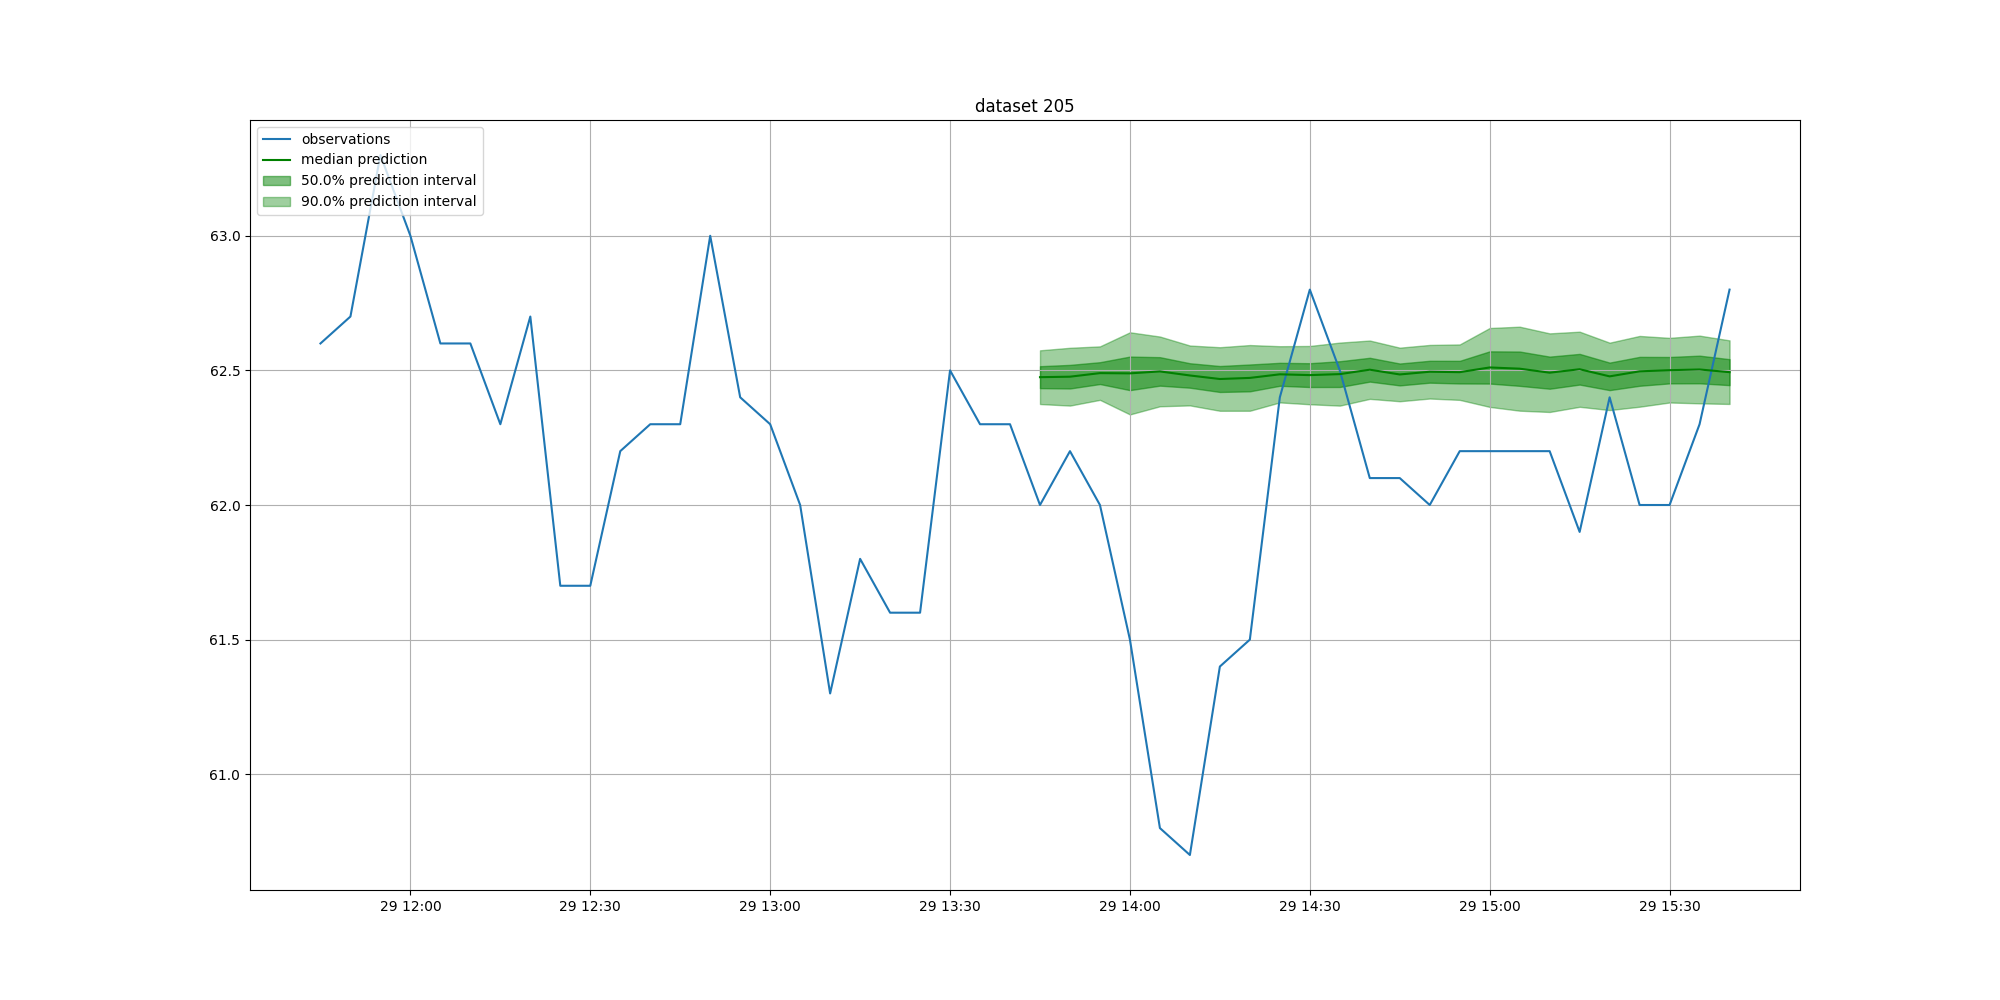 dataset 205
observations
median prediction
50.0% prediction interval
90.0% prediction interval
63.0
62.5
62.0
61.5
61.0
29 12:00 29 12:30 29 13:00 29 13:30 29 14:00 29 14:30 29 15:00 29 15:30